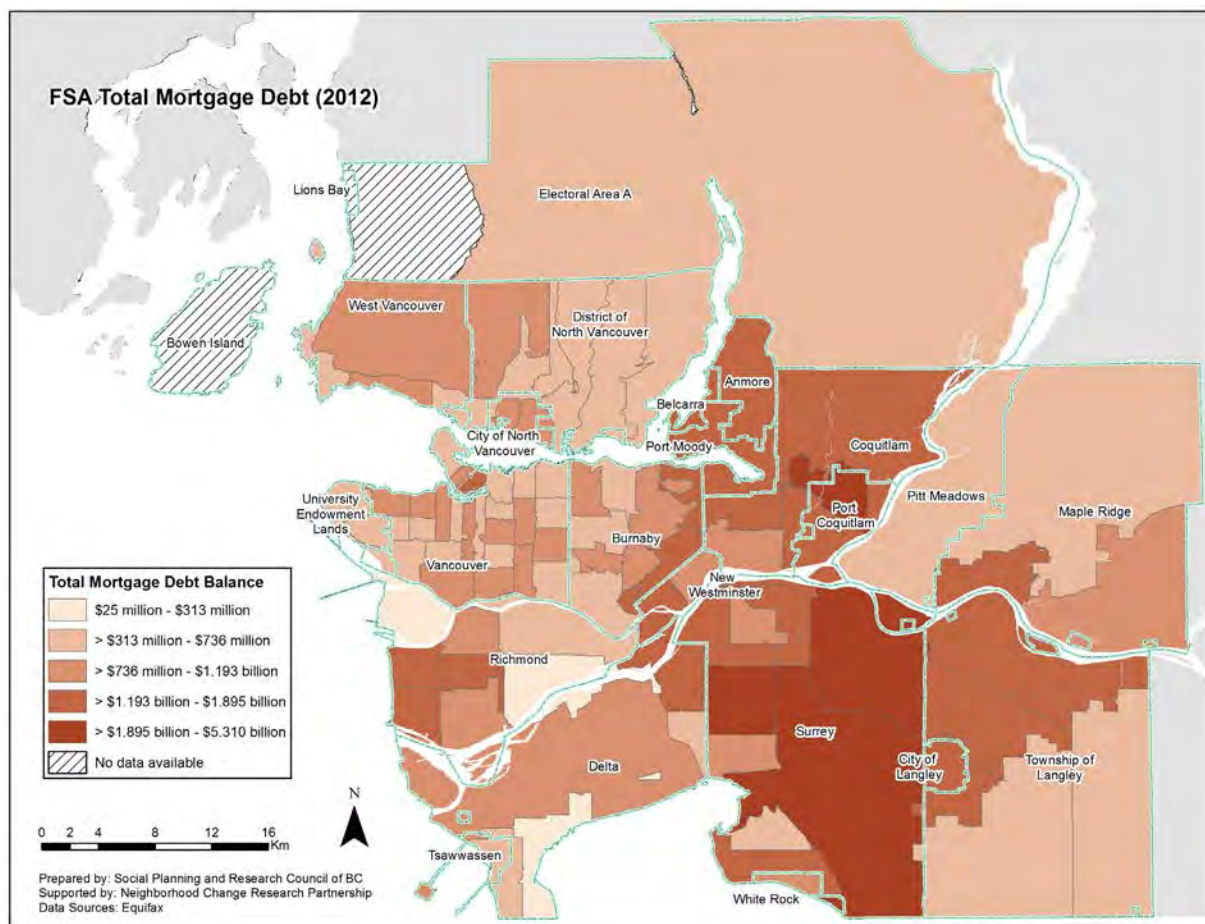 FSA Total Mortgage Debt (2012)
Lions Bay
Electoral Area A
West Vancouver
District of
North Vancouver
Bowen Island
Anmore
Belcarra
City of North
Vancouver
Port Moody
Coquitlam
University
Endowment
Lands
Port
Coquitlam
Pitt Meadows
Maple Ridge
Burnaby
Vancouver
New
Westminster
Richmond
Surrey
City of
Langley
Township of
Langley
Delta
Tsawwassen
White Rock
Total Mortgage Debt Balance
$25 million - $313 million
> $313 million - $736 million
> $736 million - $1.193 billion
> $1.193 billion - $1.895 billion
> $1.895 billion - $5.310 billion
No data available
N
0 2 4 8 12 16
Km
Prepared by: Social Planning and Research Council of BC
Supported by: Neighborhood Change Research Partnership
Data Sources: Equifax